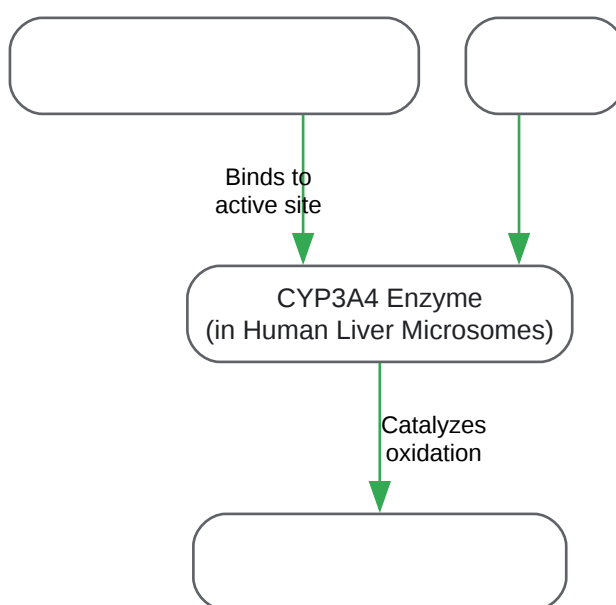 Binds to
active site
CYP3A4 Enzyme
(in Human Liver Microsomes)
Catalyzes
oxidation